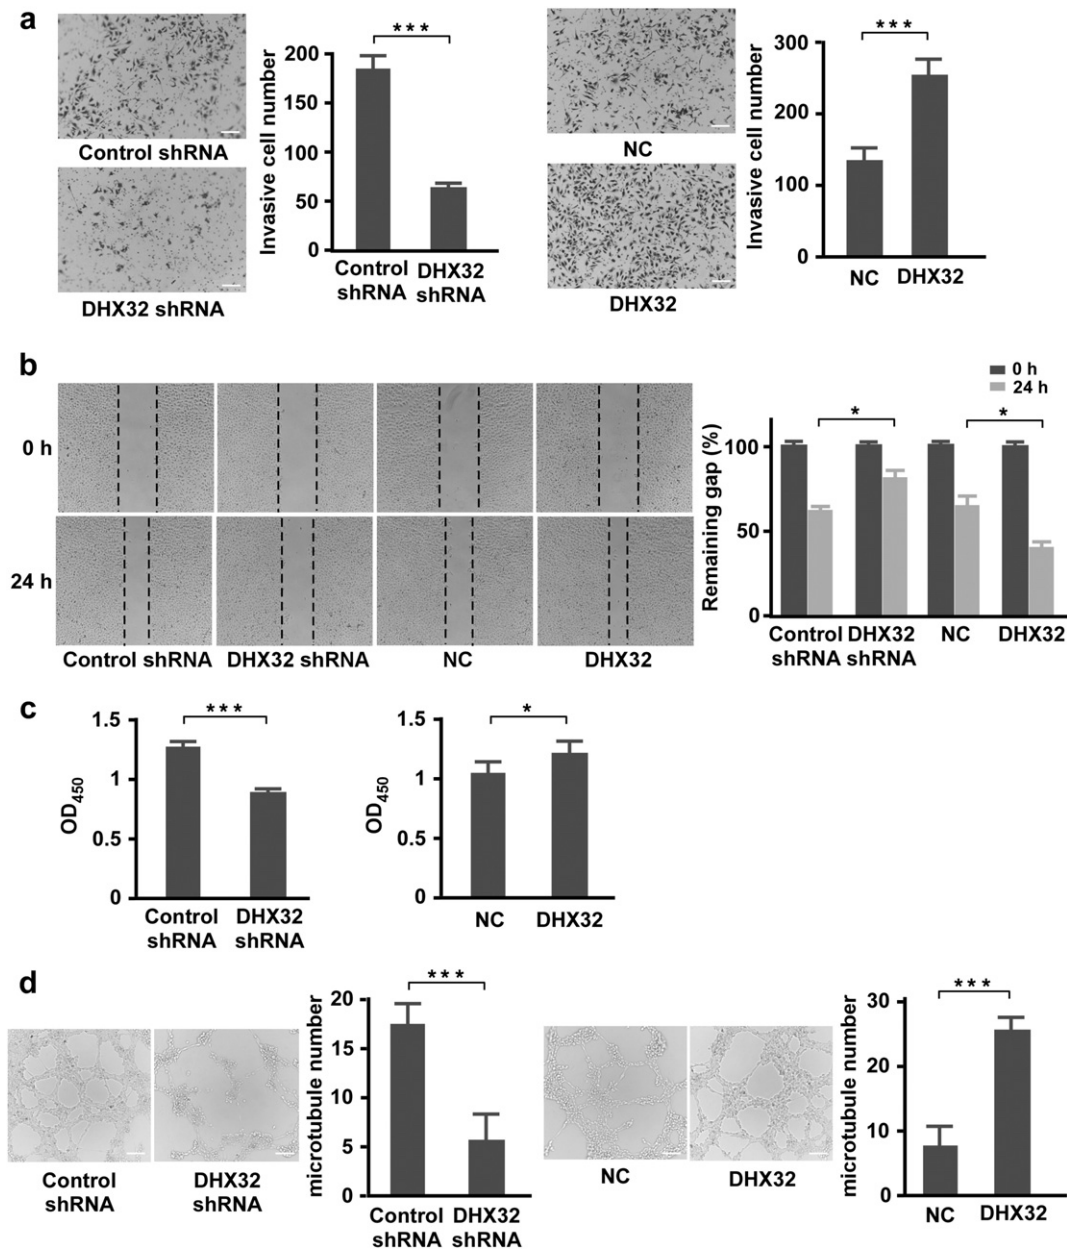 a
Control shRNA
DHX32 shRNA
Invasive cell number
200
150
100
50
0
***
Control
shRNA
DHX32
shRNA
NC
DHX32
Invasive cell number
300
200
100
0
***
NC
DHX32
b
0 h
24 h
Control shRNA
DHX32 shRNA
NC
DHX32
0 h
24 h
Remaining gap (%)
100
50
0
*
*
Control
shRNA
DHX32
shRNA
NC
DHX32
c
OD450
1.5
1
0.5
0
***
Control
shRNA
DHX32
shRNA
OD450
1.5
1
0.5
0
*
NC
DHX32
d
Control
shRNA
DHX32
shRNA
microtubule number
20
15
10
5
0
***
Control
shRNA
DHX32
shRNA
NC
DHX32
microtubule number
30
20
10
0
***
NC
DHX32